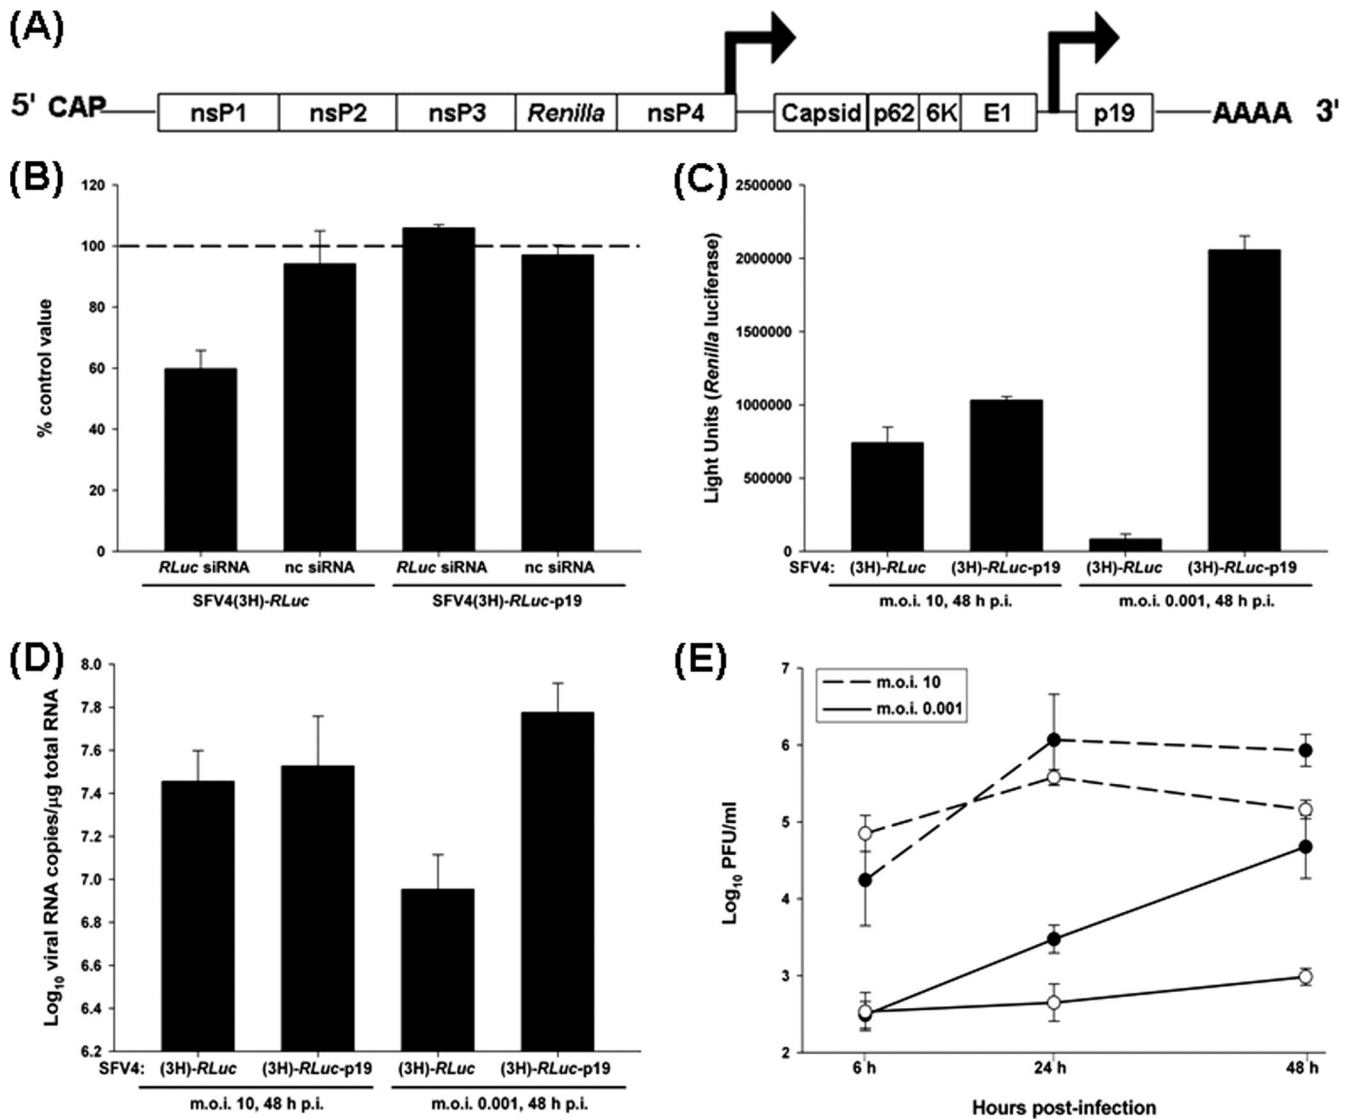 (A)
5' CAP nsP1 nsP2 nsP3 Renilla nsP4 Capsid p62 6K E1 p19 AAAA 3'
(B)
120
100
80
60
40
20
0
% control value
RLuc siRNA nc siRNA RLuc siRNA nc siRNA
SFV4(3H)-RLuc SFV4(3H)-RLuc-p19
(C)
2500000
2000000
1500000
1000000
500000
0
Light Units (Renilla luciferase)
SFV4: (3H)-RLuc (3H)-RLuc-p19 (3H)-RLuc (3H)-RLuc-p19
m.o.i. 10, 48 h p.i. m.o.i. 0.001, 48 h p.i.
(D)
8.0
7.8
7.6
7.4
7.2
7.0
6.8
6.6
6.4
6.2
Log10 viral RNA copies/µg total RNA
SFV4: (3H)-RLuc (3H)-RLuc-p19 (3H)-RLuc (3H)-RLuc-p19
m.o.i. 10, 48 h p.i. m.o.i. 0.001, 48 h p.i.
(E)
7
6
5
4
3
2
Log10 PFU/ml
m.o.i. 10
m.o.i. 0.001
6 h 24 h 48 h
Hours post-infection